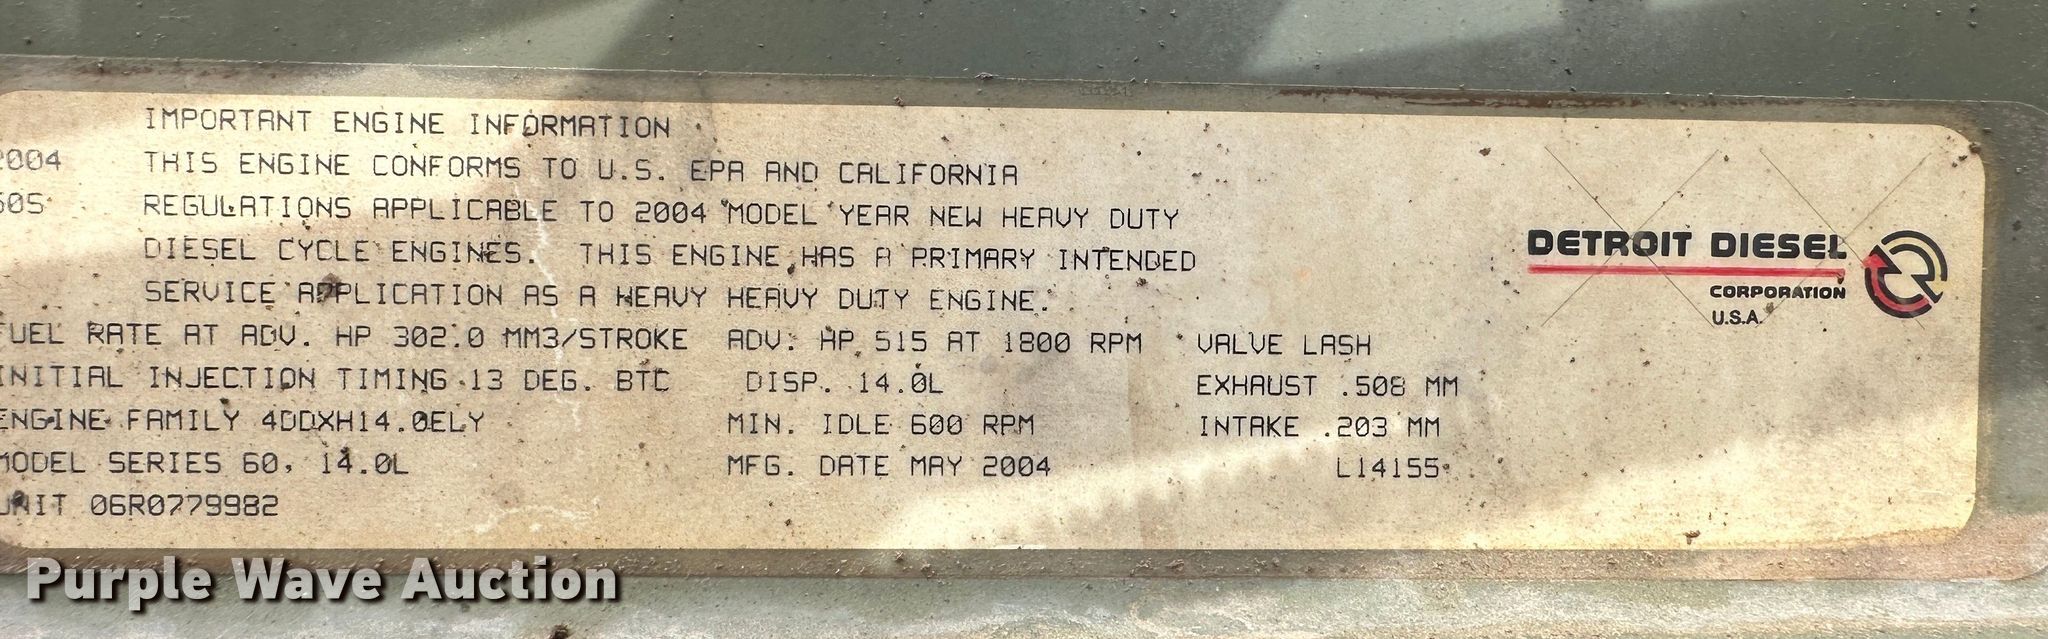 IMPORTANT ENGINE INFORMATION
2004 THIS ENGINE CONFORMS TO U.S. EPA AND CALIFORNIA
60S REGULATIONS APPLICABLE TO 2004 MODEL YEAR NEW HEAVY DUTY
DIESEL CYCLE ENGINES. THIS ENGINE HAS A PRIMARY INTENDED
SERVICE APPLICATION AS A HEAVY HEAVY DUTY ENGINE.
FUEL RATE AT ADV. HP 302.0 MM3/STROKE ADV. HP 515 AT 1800 RPM VALVE LASH
INITIAL INJECTION TIMING 13 DEG. BTC DISP. 14.0L EXHAUST .508 MM
ENGINE FAMILY 4DDXH14.0ELY MIN. IDLE 600 RPM INTAKE .203 MM
MODEL SERIES 60, 14.0L MFG. DATE MAY 2004 L14155
UNIT 06R0779982
DETROIT DIESEL
CORPORATION
U.S.A.
Purple Wave Auction